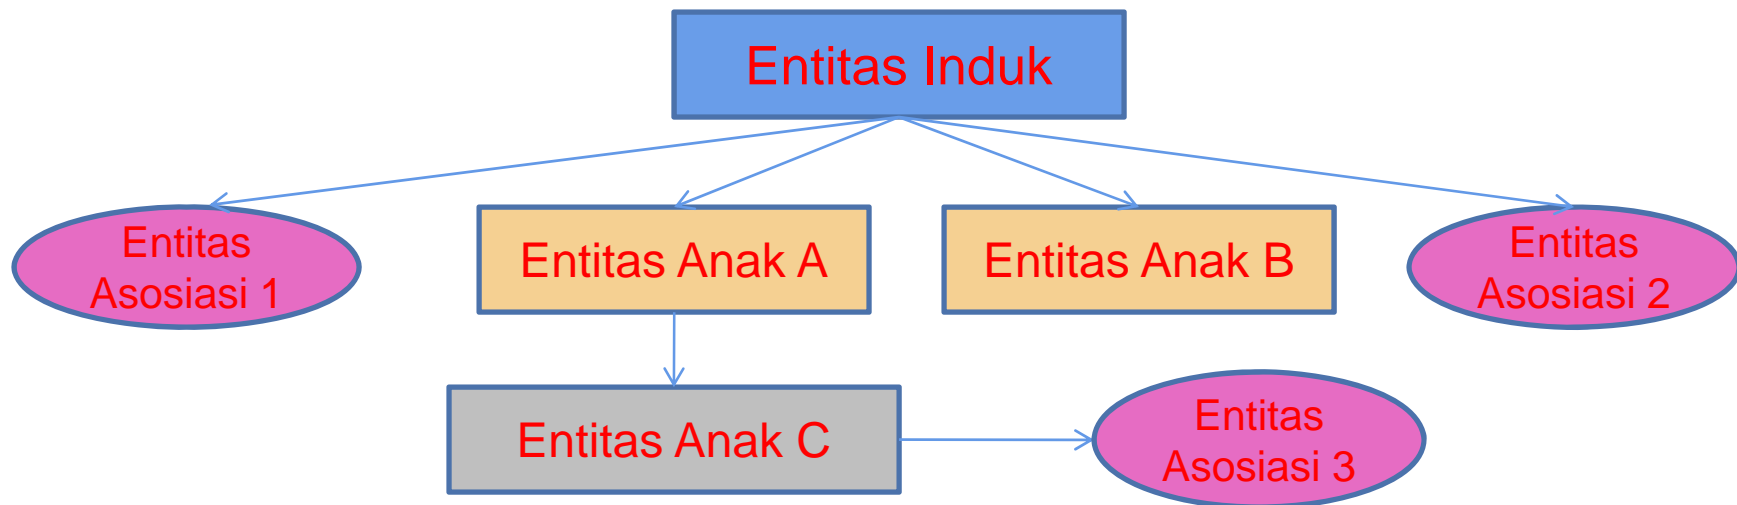 Entitas Induk
Entitas
Asosiasi 1
Entitas Anak A
Entitas Anak B
Entitas
Asosiasi 2
Entitas Anak C
Entitas
Asosiasi 3